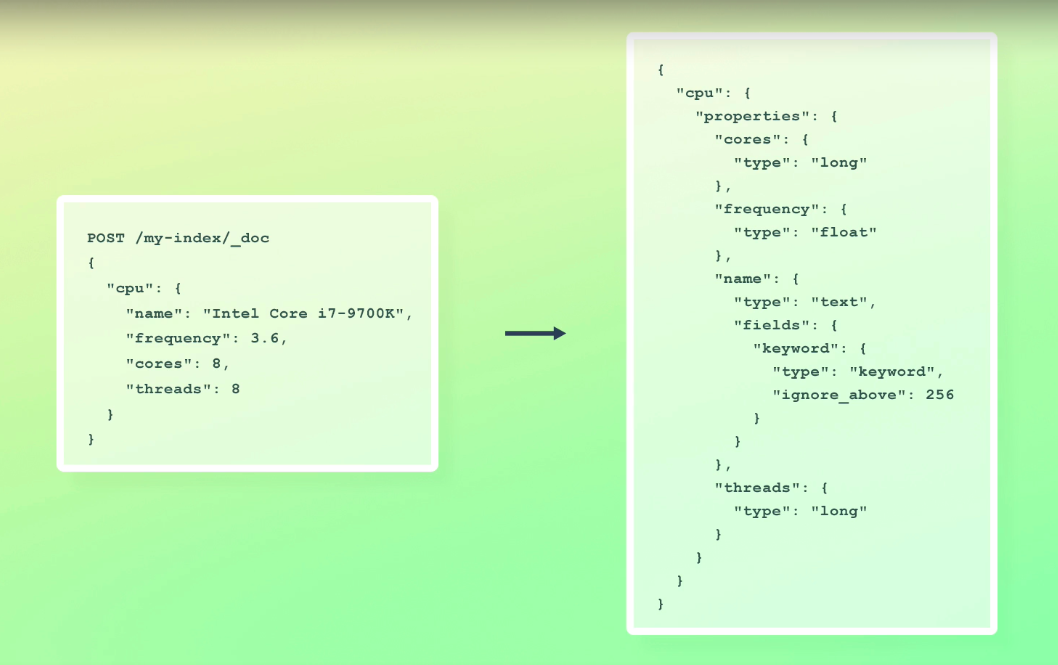 POST /my-index/_doc
{
  "cpu": {
    "name": "Intel Core i7-9700K",
    "frequency": 3.6,
    "cores": 8,
    "threads": 8
  }
}
{
  "cpu": {
    "properties": {
      "cores": {
        "type": "long"
      },
      "frequency": {
        "type": "float"
      },
      "name": {
        "type": "text",
        "fields": {
          "keyword": {
            "type": "keyword",
            "ignore_above": 256
          }
        }
      },
      "threads": {
        "type": "long"
      }
    }
  }
}